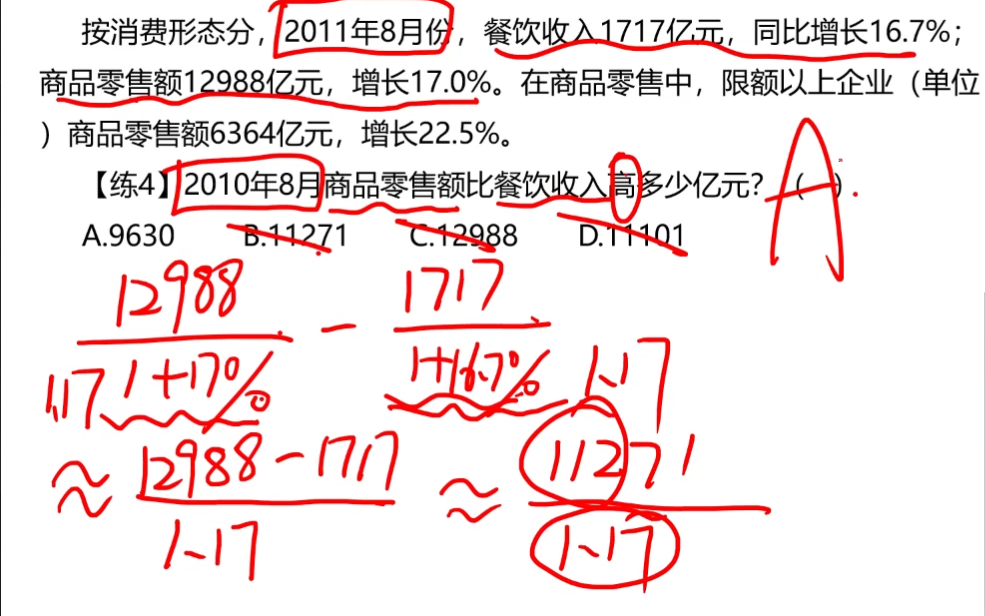 按消费形态分，2011年8月份，餐饮收入1717亿元，同比增长16.7%；
商品零售额12988亿元，增长17.0%。在商品零售中，限额以上企业（单位
）商品零售额6364亿元，增长22.5%。
【练4】2010年8月商品零售额比餐饮收入高多少亿元？（ ）.
A
A.9630 B.11271 C.12988 D.11101
12988 - 1717
1.17 1+17% 1+16.7% 1.17
≈ 12988-1717 ≈ 11271
1.17 1.17